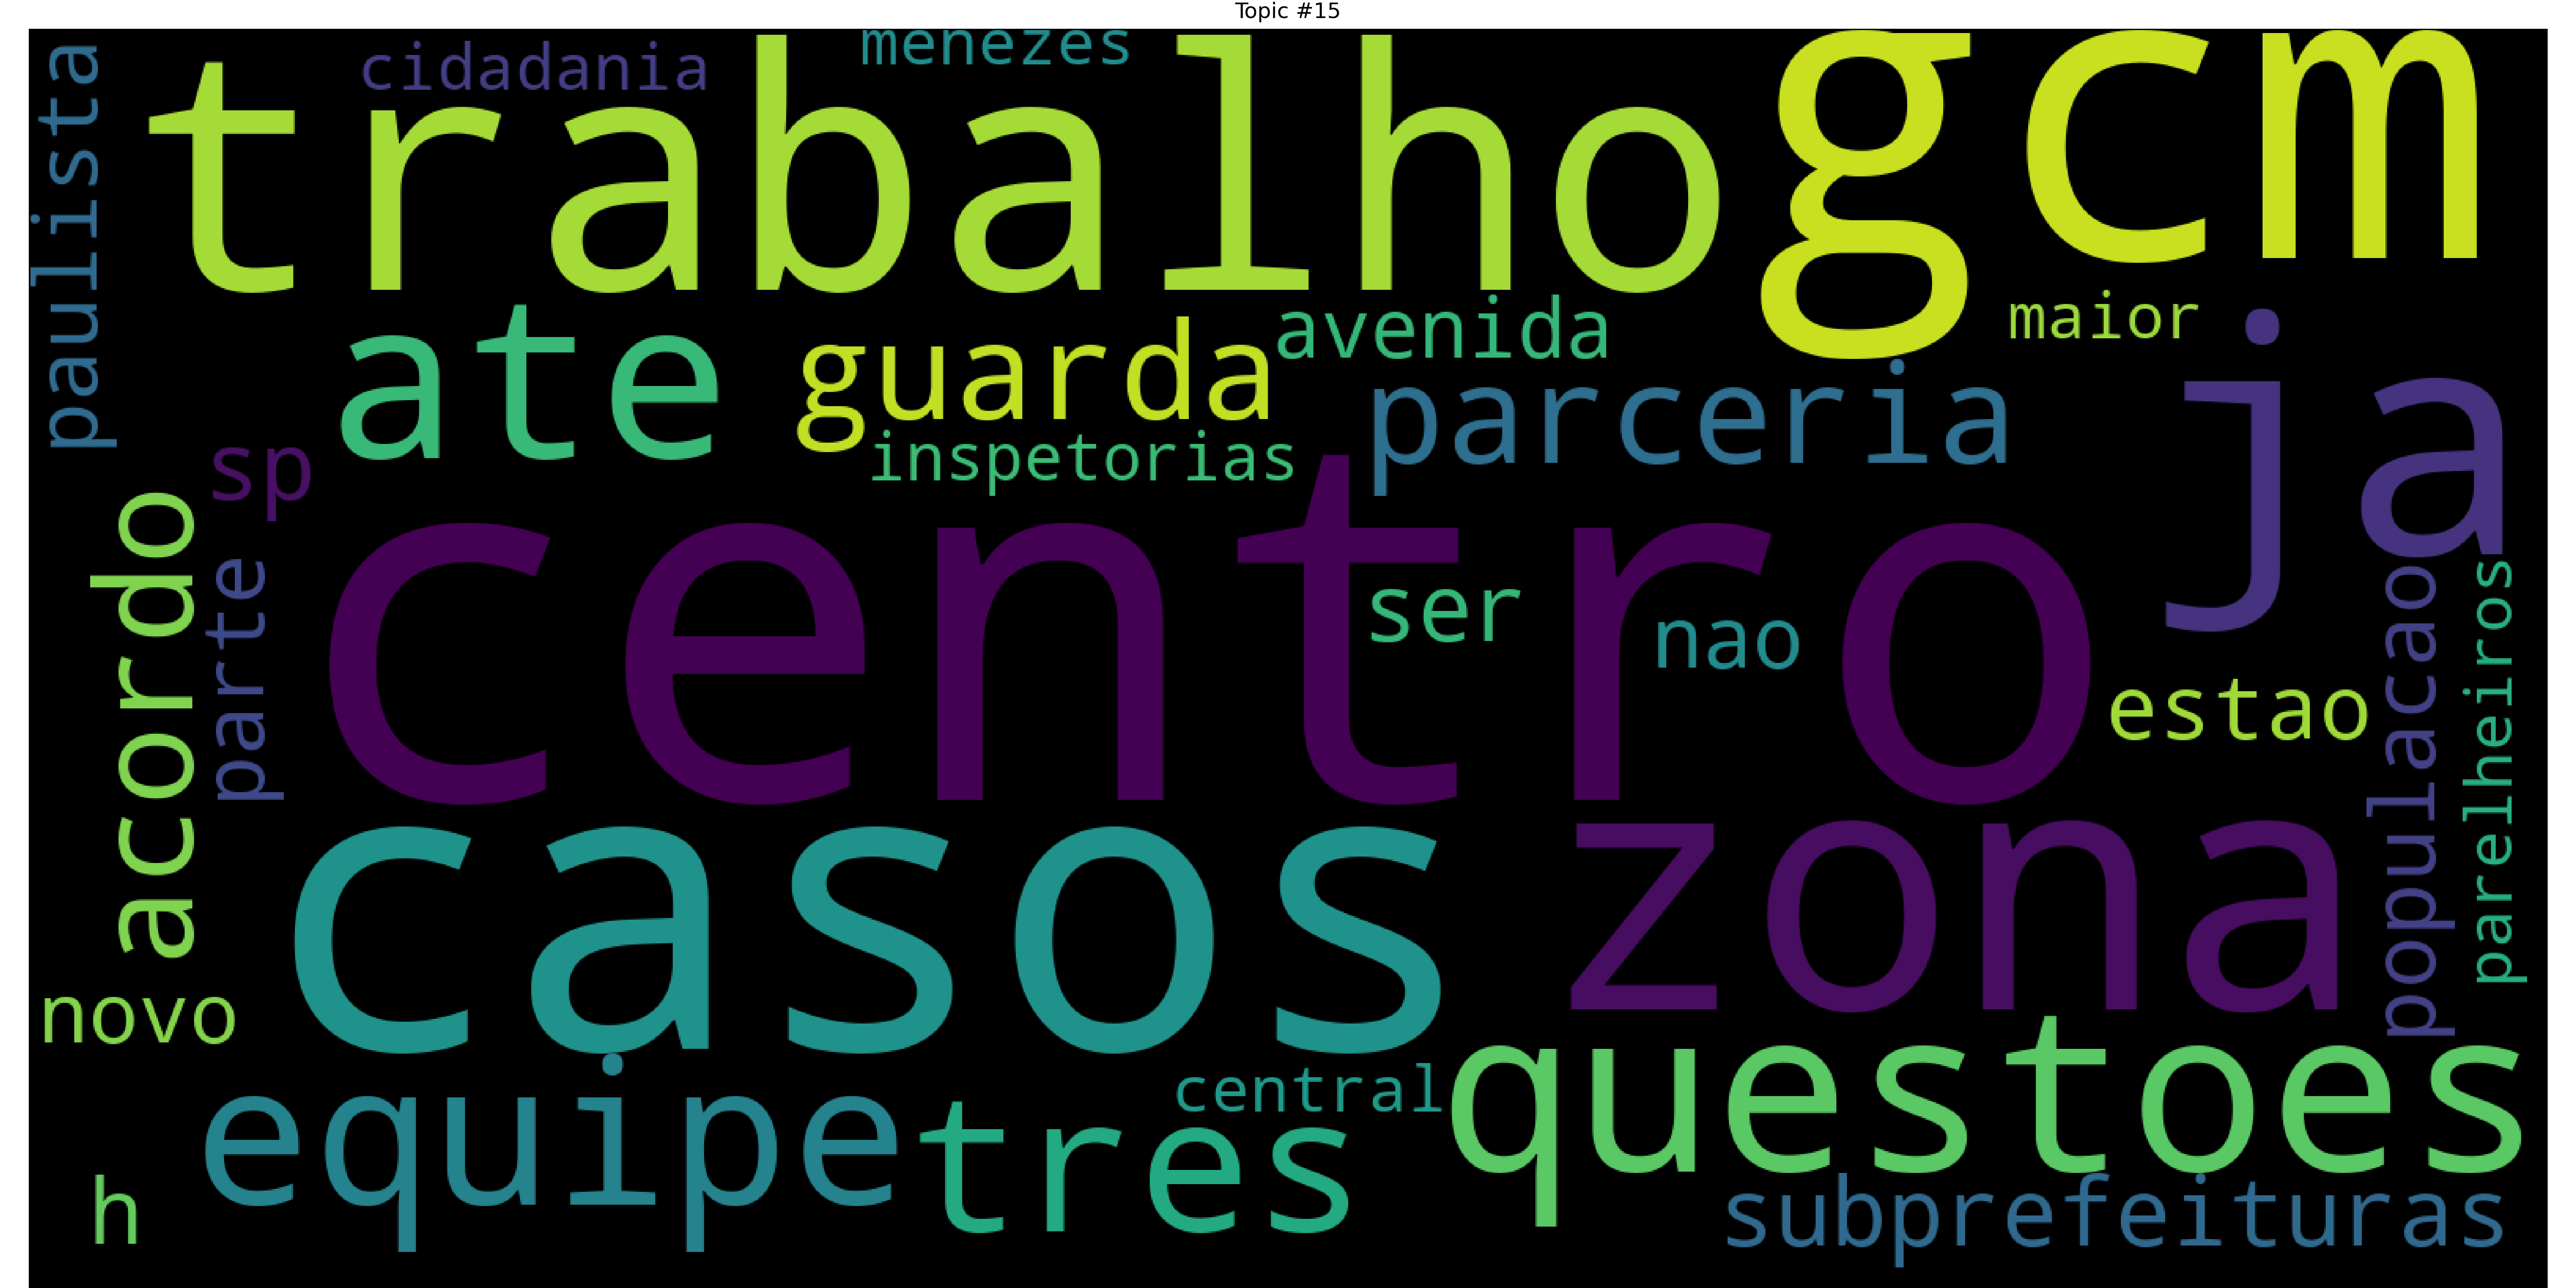 Topic #15
menezes
cidadania
paulista
trabalho
gcm
ate
guarda
avenida
maior
ja
parceria
inspetorias
sp
acordo
parte
centro
ser
nao
estao
populacao
parelheiros
casos
zona
novo
equipe
tres
central
questoes
h
subprefeituras